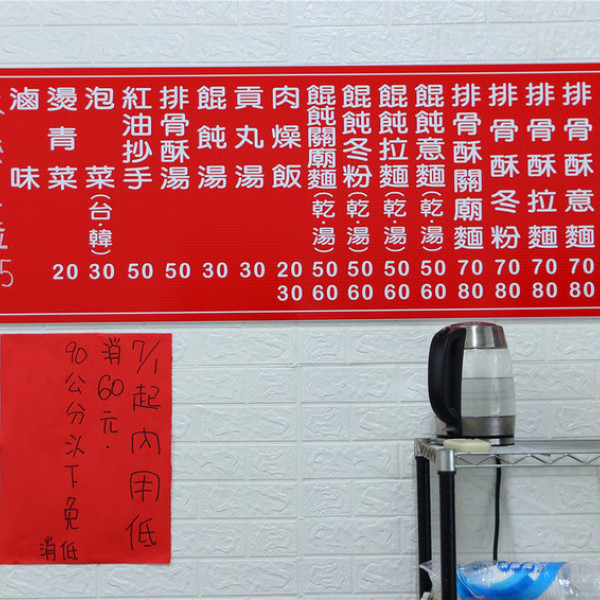 排骨酥意麵 70 80
排骨酥拉麵 70 80
排骨酥冬粉 70 80
排骨酥關廟麵 70 80
餛飩意麵(乾·湯) 50 60
餛飩拉麵(乾·湯) 50 60
餛飩冬粉(乾·湯) 50 60
餛飩關廟麵(乾·湯) 50 60
肉燥飯 20 30
貢丸湯 30
餛飩湯 30
排骨酥湯 50
紅油抄手 50
泡菜(台·韓) 30
燙青菜 20
滷味
7/1起內用低
消60元.
90公分以下免
低消